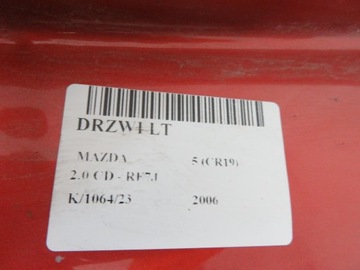 DRZWI LT
MAZDA 5 (CR19)
2.0 CD - RF7J
K/1064/23 2006